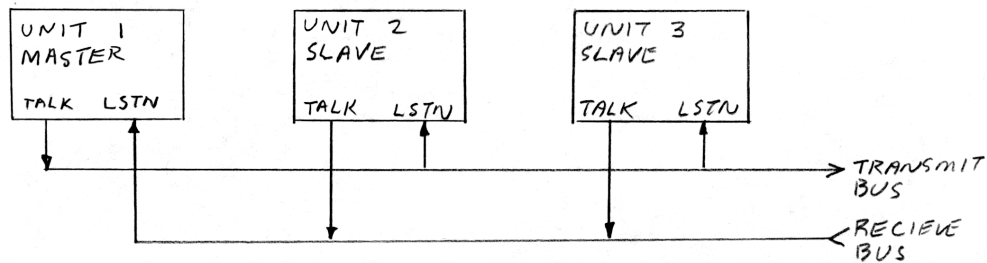 UNIT 1
MASTER
TALK LSTN
UNIT 2
SLAVE
TALK LSTN
UNIT 3
SLAVE
TALK LSTN
TRANSMIT
BUS
RECIEVE
BUS